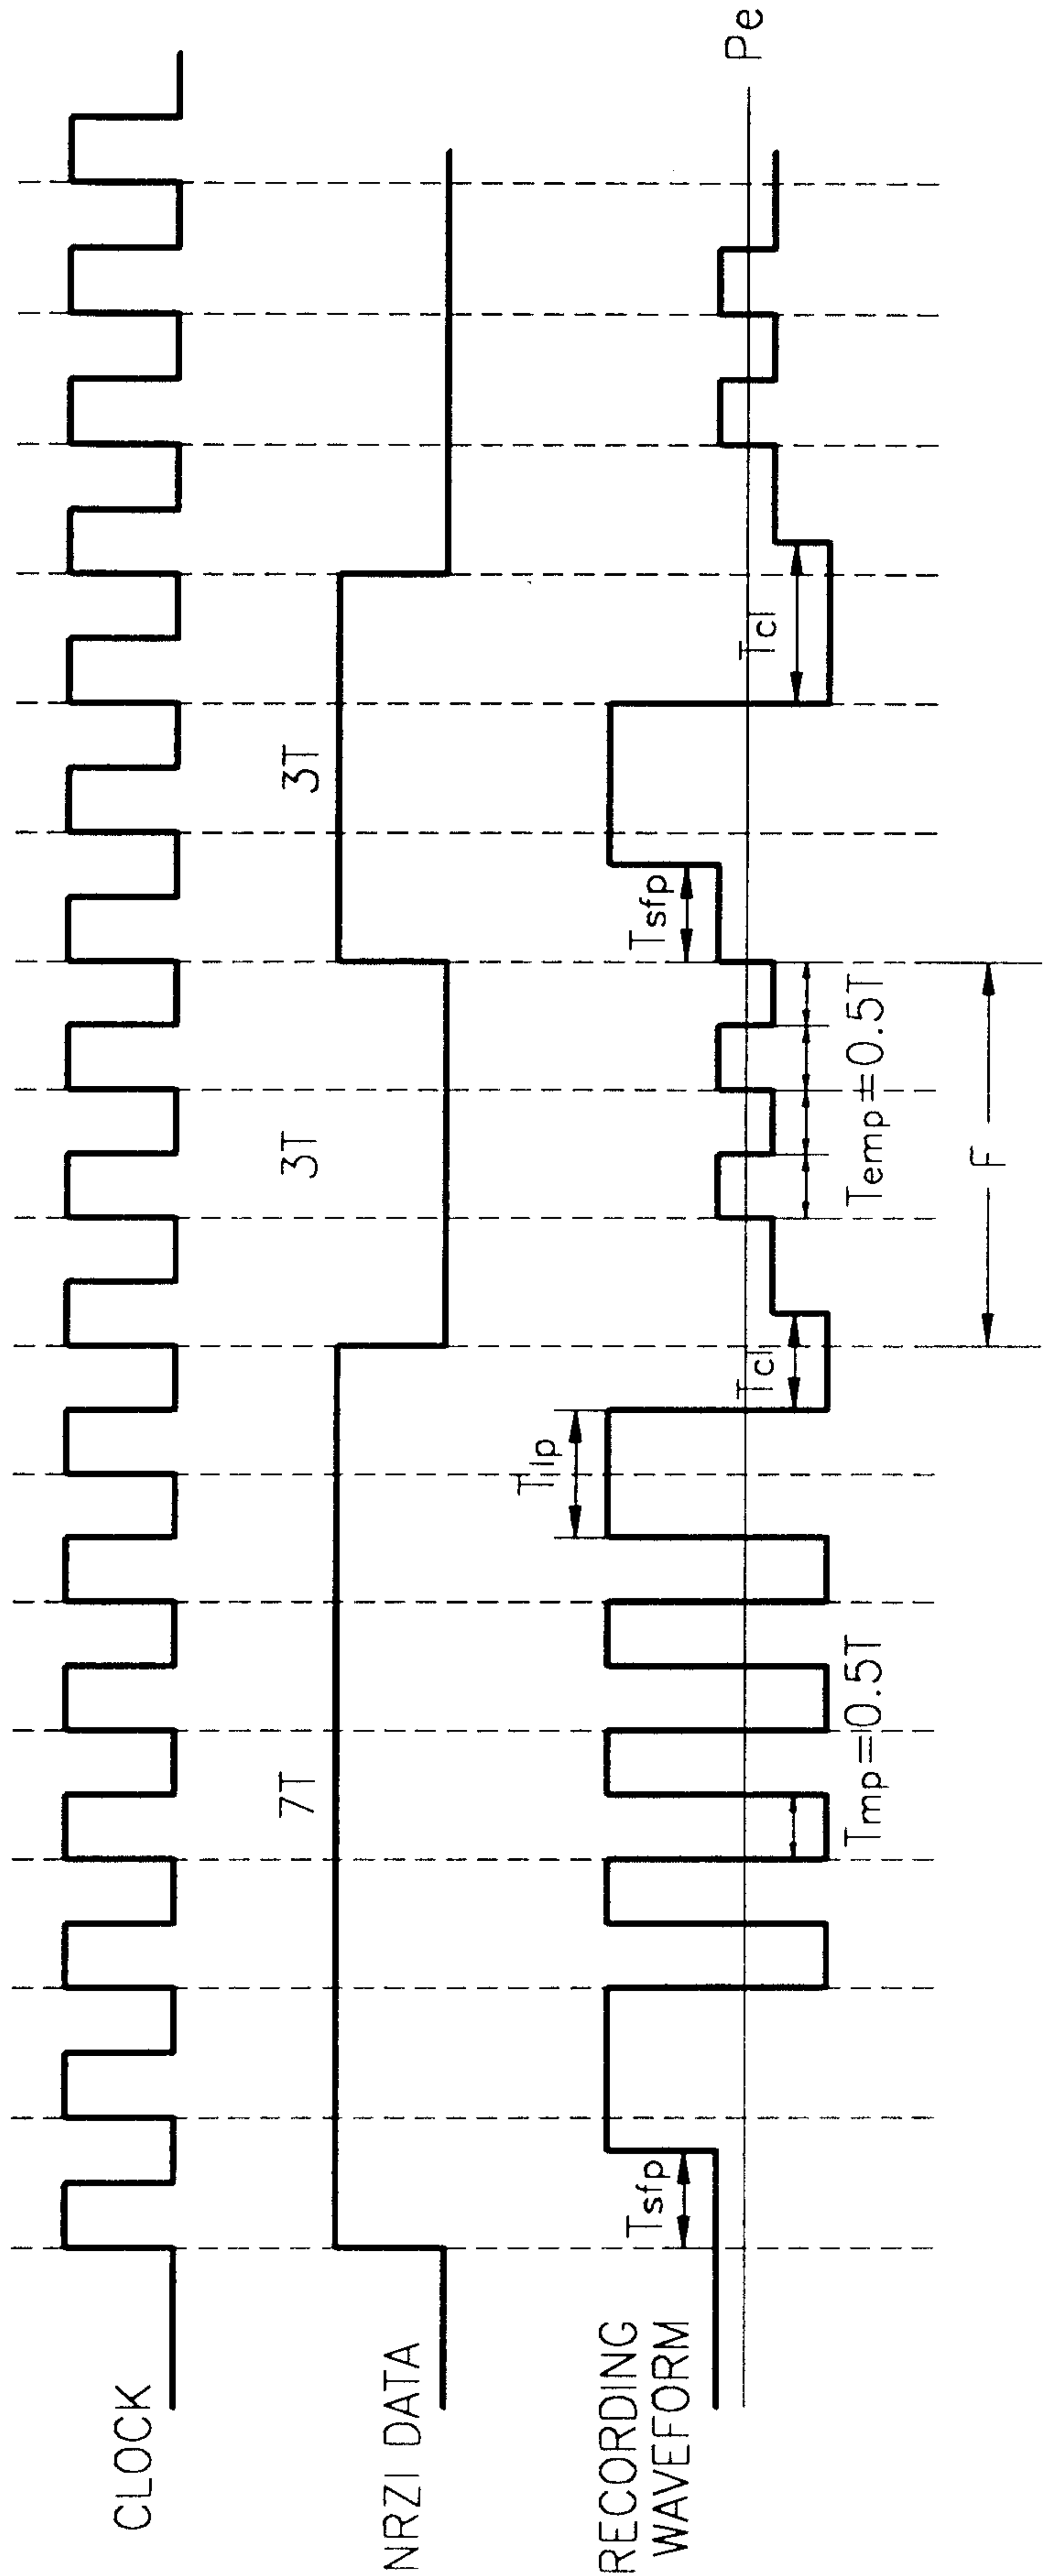 CLOCK
NRZI DATA
7T
3T
3T
RECORDING
WAVEFORM
Tsfp
Tmp=0.5T
Tlp
Tcl
Temp=0.5T
F
Tsfp
Tcl
Pe